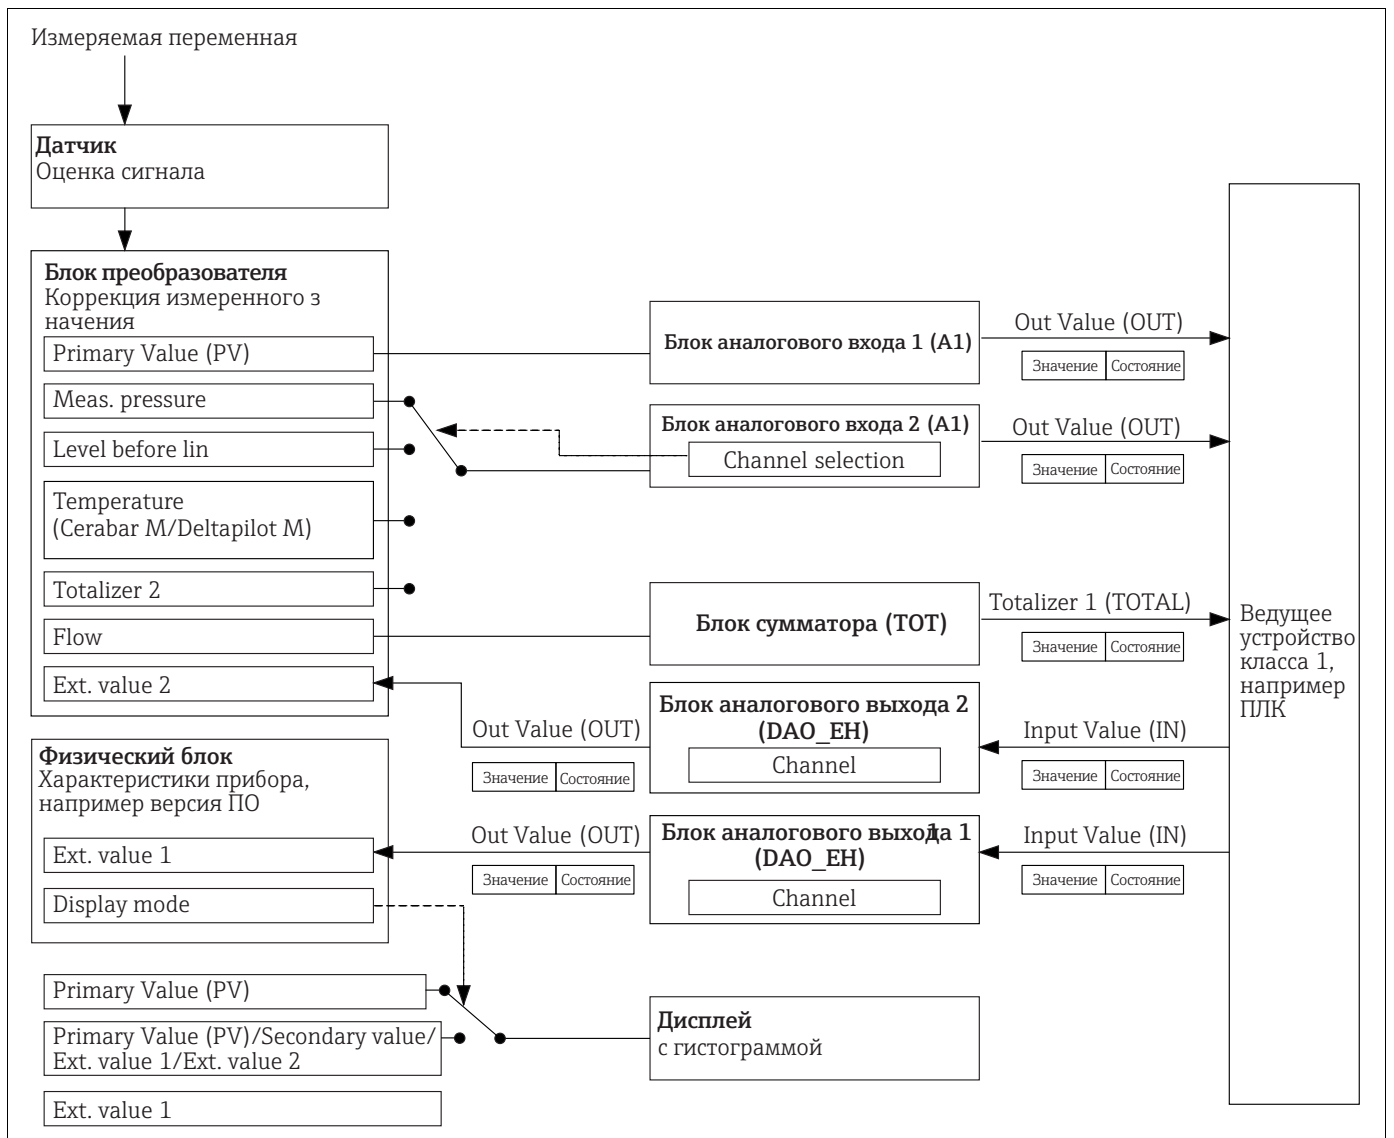 Измеряемая переменная
Датчик
Оценка сигнала
Блок преобразователя
Коррекция измеренного з
начения
Primary Value (PV)
Meas. pressure
Level before lin
Temperature
(Cerabar M/Deltapilot M)
Totalizer 2
Flow
Ext. value 2
Физический блок
Характеристики прибора,
например версия ПО
Ext. value 1
Display mode
Primary Value (PV)
Primary Value (PV)/Secondary value/
Ext. value 1/Ext. value 2
Ext. value 1
Блок аналогового входа 1 (A1)
Out Value (OUT)
Значение Состояние
Блок аналогового входа 2 (A1)
Channel selection
Out Value (OUT)
Значение Состояние
Блок сумматора (TOT)
Totalizer 1 (TOTAL)
Значение Состояние
Out Value (OUT)
Значение Состояние
Блок аналогового выхода 2
(DAO_EH)
Channel
Input Value (IN)
Значение Состояние
Out Value (OUT)
Значение Состояние
Блок аналогового выхода 1
(DAO_EH)
Channel
Input Value (IN)
Значение Состояние
Дисплей
с гистограммой
Ведущее
устройство
класса 1,
например
ПЛК